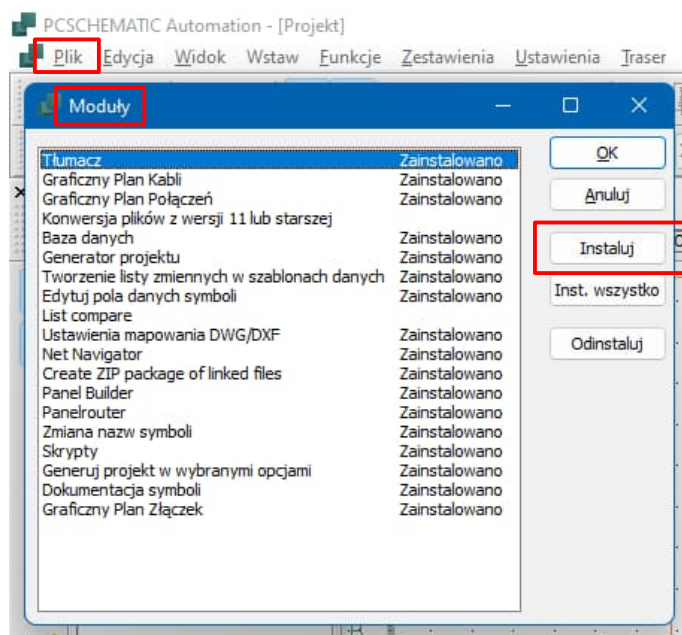 PCSCHEMATIC Automation - [Projekt]
Plik Edycja Widok Wstaw Funkcje Zestawienia Ustawienia Traser
Moduły
Tłumacz Zainstalowano
Graficzny Plan Kabli Zainstalowano
Graficzny Plan Połączeń Zainstalowano
Konwersja plików z wersji 11 lub starszej
Baza danych Zainstalowano
Generator projektu Zainstalowano
Tworzenie listy zmiennych w szablonach danych Zainstalowano
Edytuj pola danych symboli Zainstalowano
List compare
Ustawienia mapowania DWG/DXF Zainstalowano
Net Navigator Zainstalowano
Create ZIP package of linked files Zainstalowano
Panel Builder Zainstalowano
Panelrouter Zainstalowano
Zmiana nazw symboli Zainstalowano
Skrypty Zainstalowano
Generuj projekt w wybranymi opcjami Zainstalowano
Dokumentacja symboli Zainstalowano
Graficzny Plan Złączek Zainstalowano
OK
Anuluj
Instaluj
Inst. wszystko
Odinstaluj